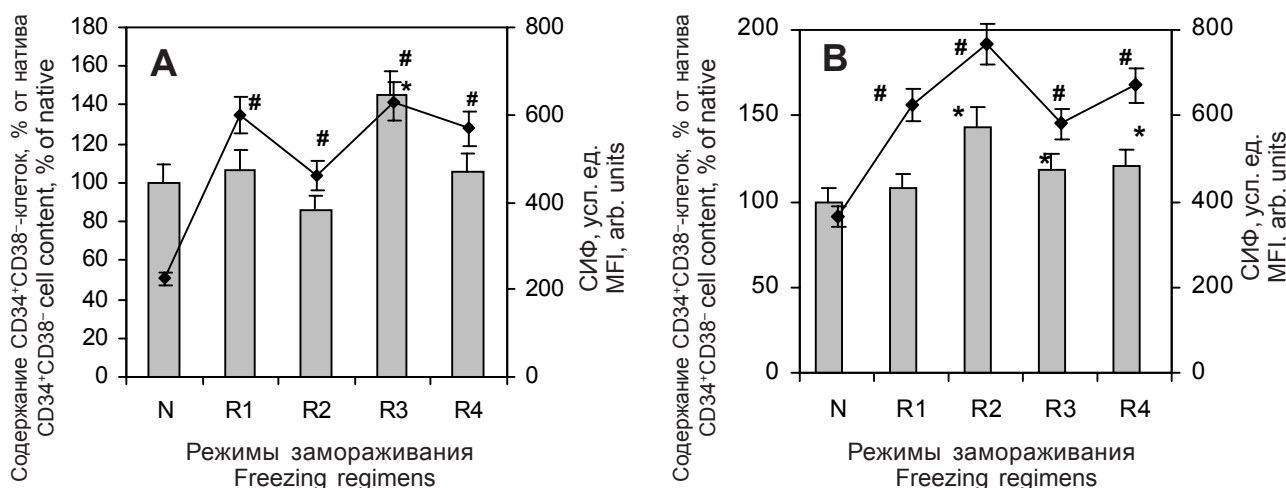 Содержание CD34⁺CD38⁻-клеток, % от натива
CD34⁺CD38⁻ cell content, % of native
180
160
140
120
100
80
60
40
20
0
A
#
#
#
*
#
800
600
400
200
0
СИФ, усл. ед.
MFI, arb. units
N R1 R2 R3 R4
Режимы замораживания
Freezing regimens
Содержание CD34⁺CD38⁻-клеток, % от натива
CD34⁺CD38⁻ cell content, % of native
200
150
100
50
0
B
#
#
*
#
*
#
*
800
600
400
200
0
СИФ, усл. ед.
MFI, arb. units
N R1 R2 R3 R4
Режимы замораживания
Freezing regimens